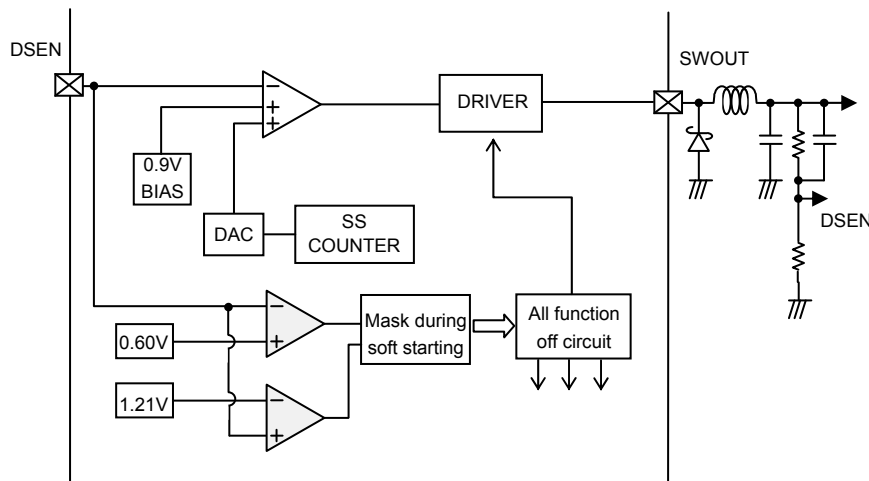 DSEN
SWOUT
DRIVER
0.9V
BIAS
DAC
SS
COUNTER
DSEN
Mask during
soft starting
All function
off circuit
0.60V
1.21V